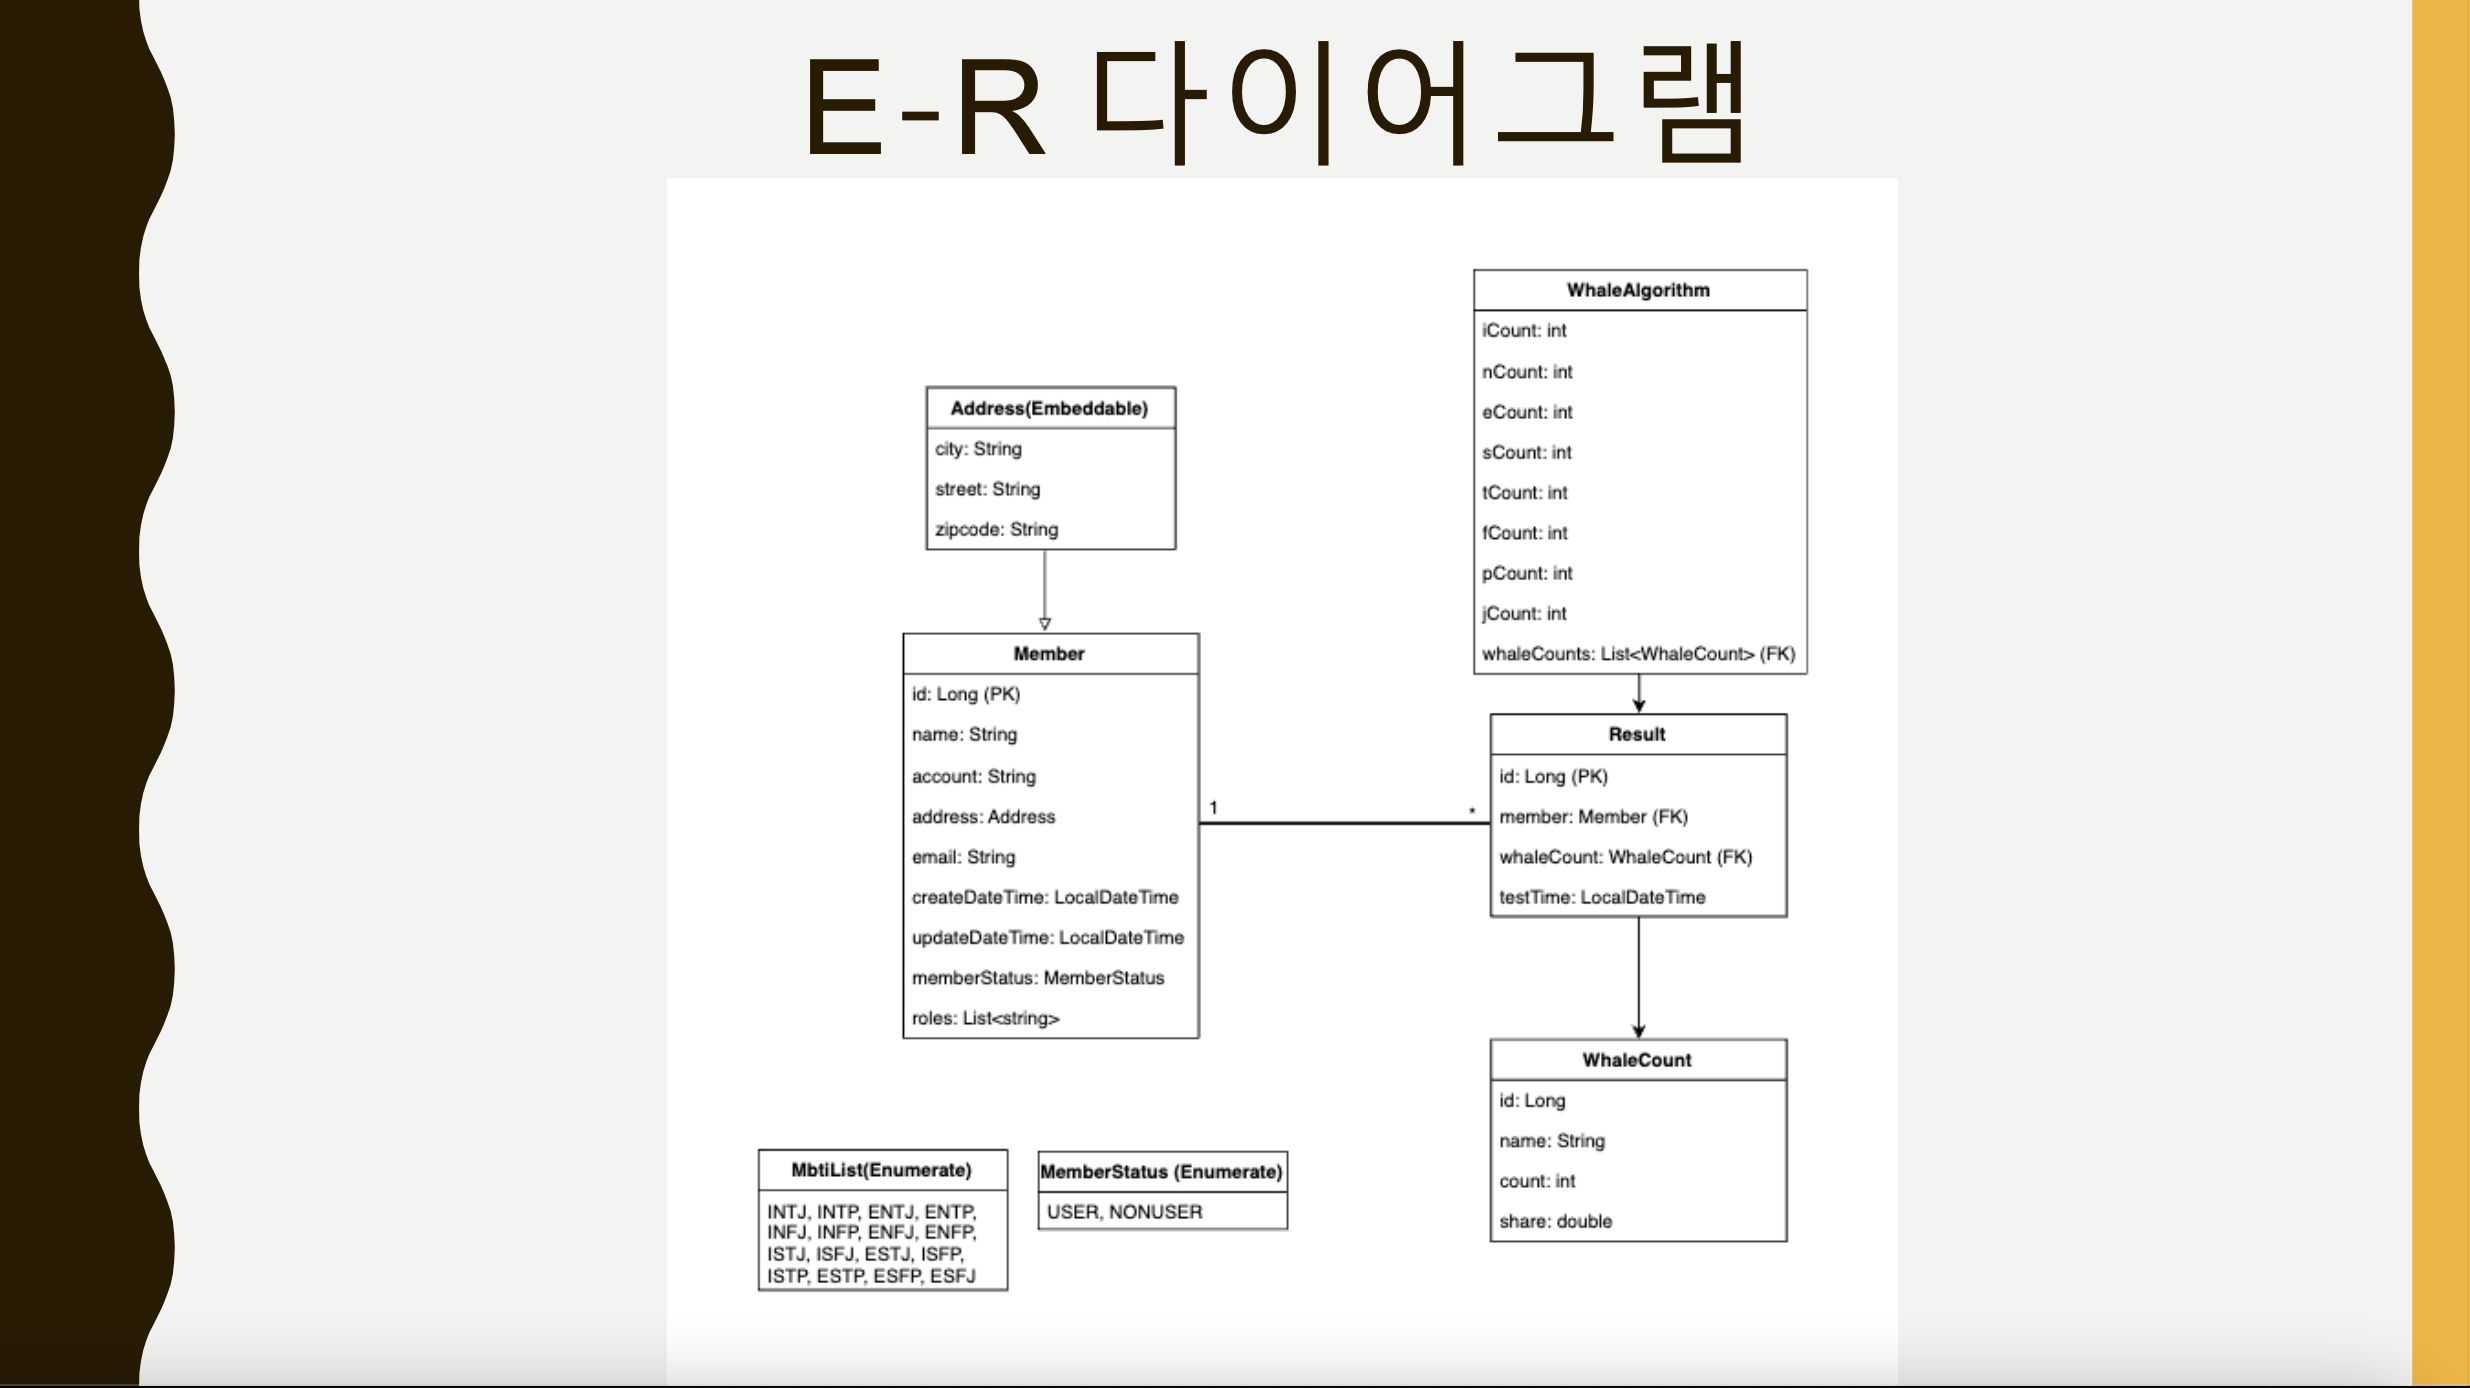 E-R 다이어그램
Address(Embeddable)
city: String
street: String
zipcode: String
Member
id: Long (PK)
name: String
account: String
address: Address
email: String
createDateTime: LocalDateTime
updateDateTime: LocalDateTime
memberStatus: MemberStatus
roles: List<string>
1
*
WhaleAlgorithm
iCount: int
nCount: int
eCount: int
sCount: int
tCount: int
fCount: int
pCount: int
jCount: int
whaleCounts: List<WhaleCount> (FK)
Result
id: Long (PK)
member: Member (FK)
whaleCount: WhaleCount (FK)
testTime: LocalDateTime
WhaleCount
id: Long
name: String
count: int
share: double
MbtiList(Enumerate)
INTJ, INTP, ENTJ, ENTP,
INFJ, INFP, ENFJ, ENFP,
ISTJ, ISFJ, ESTJ, ISFP,
ISTP, ESTP, ESFP, ESFJ
MemberStatus (Enumerate)
USER, NONUSER